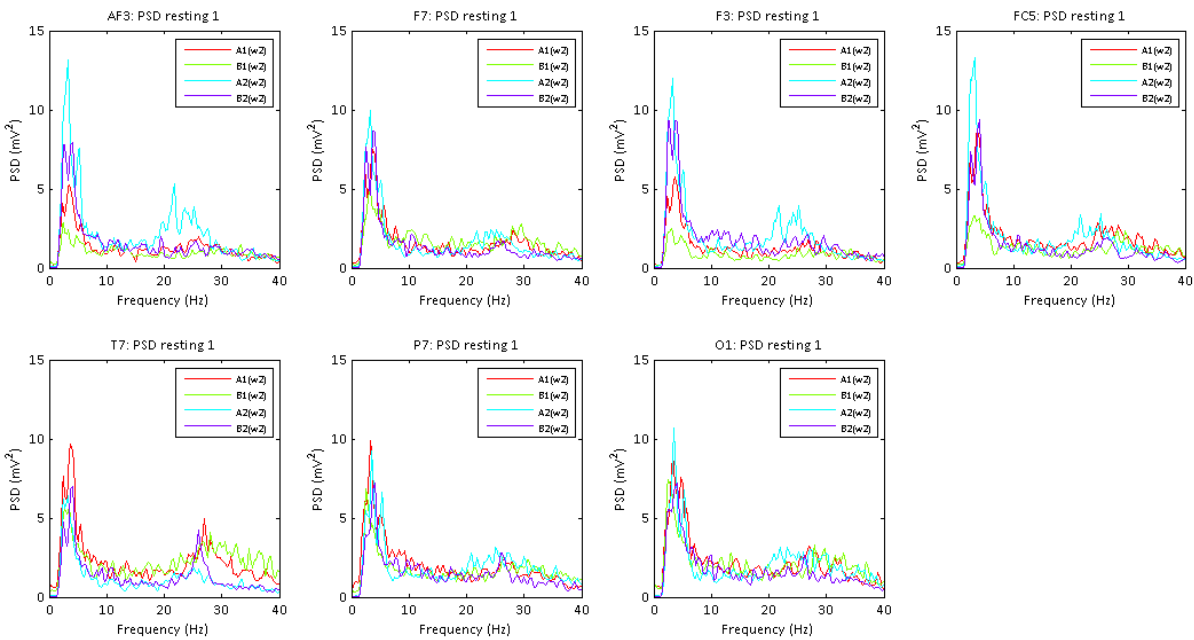 AF3: PSD resting 1
15
10
5
0
PSD (mV²)
A1(w2)
B1(w2)
A2(w2)
B2(w2)
0 10 20 30 40
Frequency (Hz)
F7: PSD resting 1
15
10
5
0
PSD (mV²)
A1(w2)
B1(w2)
A2(w2)
B2(w2)
0 10 20 30 40
Frequency (Hz)
F3: PSD resting 1
15
10
5
0
PSD (mV²)
A1(w2)
B1(w2)
A2(w2)
B2(w2)
0 10 20 30 40
Frequency (Hz)
FC5: PSD resting 1
15
10
5
0
PSD (mV²)
A1(w2)
B1(w2)
A2(w2)
B2(w2)
0 10 20 30 40
Frequency (Hz)
T7: PSD resting 1
15
10
5
0
PSD (mV²)
A1(w2)
B1(w2)
A2(w2)
B2(w2)
0 10 20 30 40
Frequency (Hz)
P7: PSD resting 1
15
10
5
0
PSD (mV²)
A1(w2)
B1(w2)
A2(w2)
B2(w2)
0 10 20 30 40
Frequency (Hz)
O1: PSD resting 1
15
10
5
0
PSD (mV²)
A1(w2)
B1(w2)
A2(w2)
B2(w2)
0 10 20 30 40
Frequency (Hz)